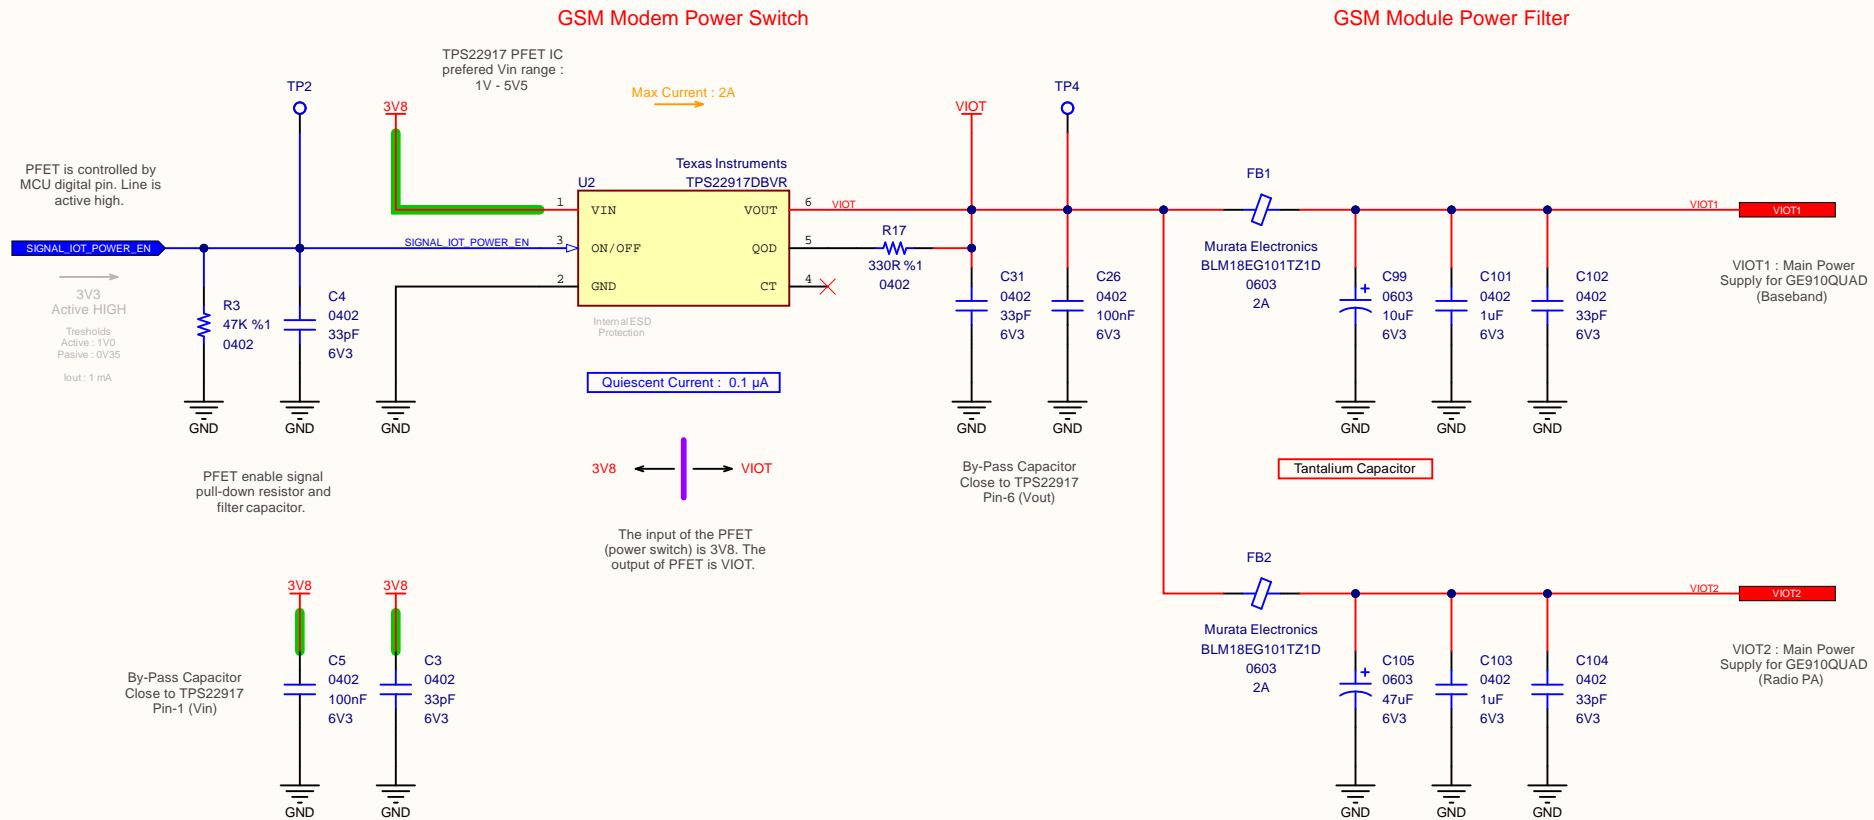 GSM Modem Power Switch
GSM Module Power Filter
TPS22917 PFET IC
prefered Vin range :
1V - 5V5
TP2
3V8
Max Current : 2A
VIOT
TP4
PFET is controlled by
MCU digital pin. Line is
active high.
Texas Instruments
TPS22917DBVR
U2
1
VIN
VOUT
6
VIOT
SIGNAL_IOT_POWER_EN
SIGNAL_IOT_POWER_EN
3
ON/OFF
QOD
5
2
GND
CT
4
R17
330R %1
0402
FB1
Murata Electronics
BLM18EG101TZ1D
0603
2A
VIOT1
VIOT1
VIOT1 : Main Power
Supply for GE910QUAD
(Baseband)
3V3
Active HIGH
Tresholds
Active : 1V0
Pasive : 0V35
Iout : 1 mA
R3
47K %1
0402
C4
0402
33pF
6V3
Internal ESD
Protection
Quiescent Current : 0.1 µA
C31
0402
33pF
6V3
C26
0402
100nF
6V3
C99
0603
10uF
6V3
C101
0402
1uF
6V3
C102
0402
33pF
6V3
GND
GND
GND
GND
GND
GND
GND
GND
PFET enable signal
pull-down resistor and
filter capacitor.
3V8
VIOT
The input of the PFET
(power switch) is 3V8. The
output of PFET is VIOT.
By-Pass Capacitor
Close to TPS22917
Pin-6 (Vout)
Tantalium Capacitor
3V8
3V8
By-Pass Capacitor
Close to TPS22917
Pin-1 (Vin)
C5
0402
100nF
6V3
C3
0402
33pF
6V3
GND
GND
FB2
Murata Electronics
BLM18EG101TZ1D
0603
2A
VIOT2
VIOT2
VIOT2 : Main Power
Supply for GE910QUAD
(Radio PA)
+
C105
0603
47uF
6V3
C103
0402
1uF
6V3
C104
0402
33pF
6V3
+
GND
GND
GND